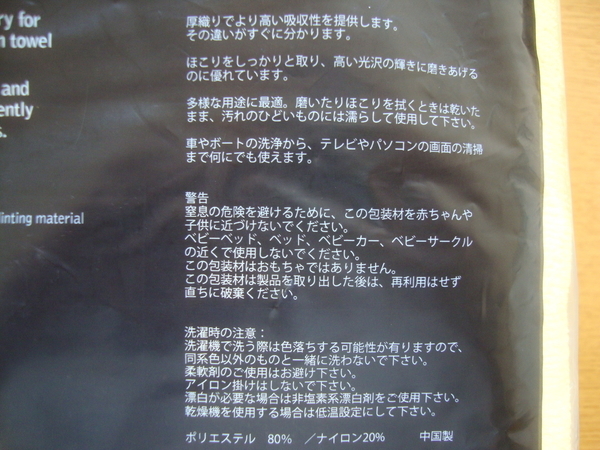 ry for
n towel
and
ently
s.
linting material
厚織りでより高い吸収性を提供します。
その違いがすぐに分かります。
ほこりをしっかりと取り、高い光沢の輝きに磨きあげる
のに優れています。
多様な用途に最適。磨いたりほこりを拭くときは乾いた
まま、汚れのひどいものには濡らして使用して下さい。
車やボートの洗浄から、テレビやパソコンの画面の清掃
まで何にでも使えます。
警告
窒息の危険を避けるために、この包装材を赤ちゃんや
子供に近づけないでください。
ベビーベッド、ベッド、ベビーカー、ベビーサークル
の近くで使用しないでください。
この包装材はおもちゃではありません。
この包装材は製品を取り出した後は、再利用はせず
直ちに破棄ください。
洗濯時の注意：
洗濯機で洗う際は色落ちする可能性が有りますので、
同系色以外のものと一緒に洗わないで下さい。
柔軟剤のご使用はお避け下さい。
アイロン掛けはしないで下さい。
漂白が必要な場合は非塩素系漂白剤をご使用下さい。
乾燥機を使用する場合は低温設定にして下さい。
ポリエステル 80% ／ナイロン20% 中国製